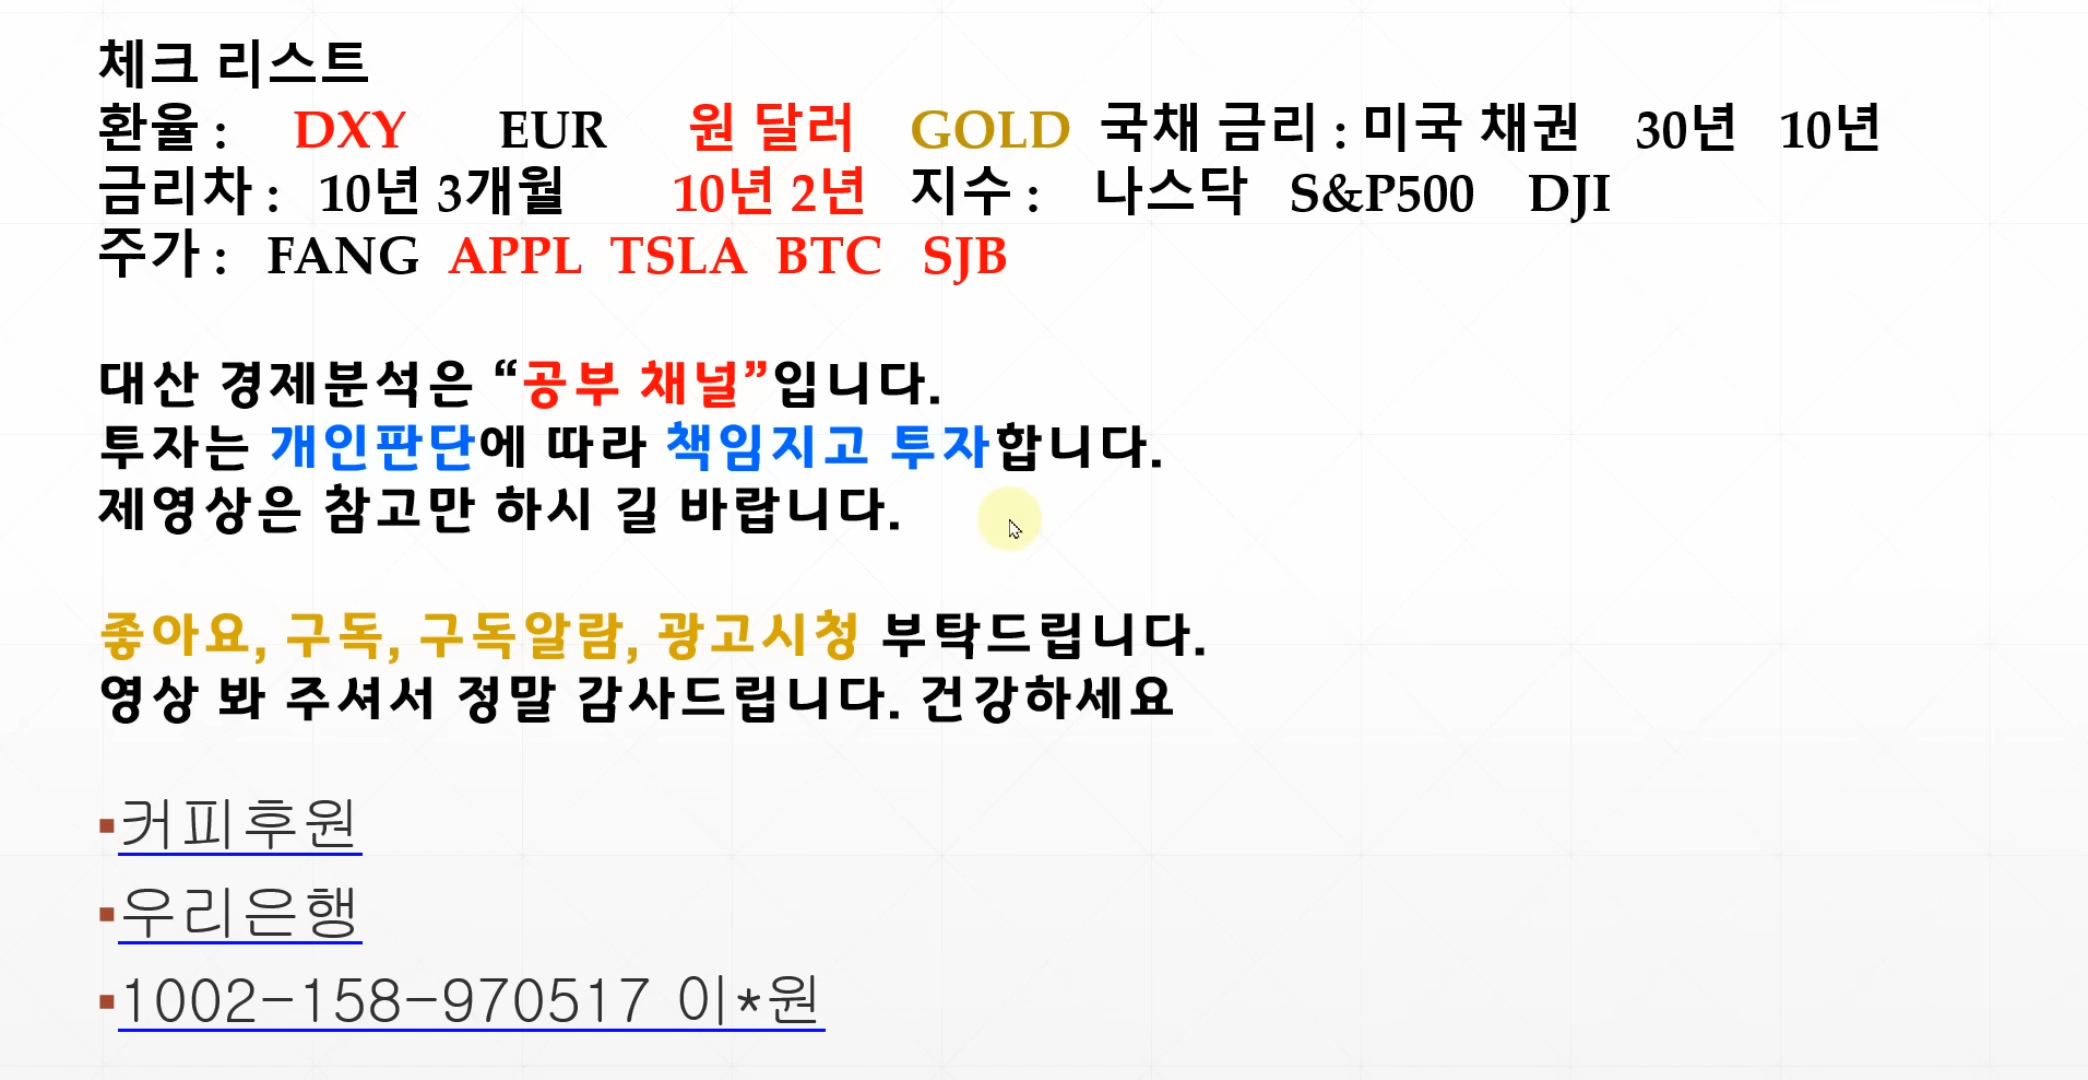 체크 리스트
환율 : DXY EUR 원 달러 GOLD 국채 금리 : 미국 채권 30년 10년
금리차 : 10년 3개월 10년 2년 지수 : 나스닥 S&P500 DJI
주가 : FANG APPL TSLA BTC SJB
대산 경제분석은 “공부 채널”입니다.
투자는 개인판단에 따라 책임지고 투자합니다.
제영상은 참고만 하시 길 바랍니다.
좋아요, 구독, 구독알람, 광고시청 부탁드립니다.
영상 봐 주셔서 정말 감사드립니다. 건강하세요
▪커피후원
▪우리은행
▪1002-158-970517 이*원